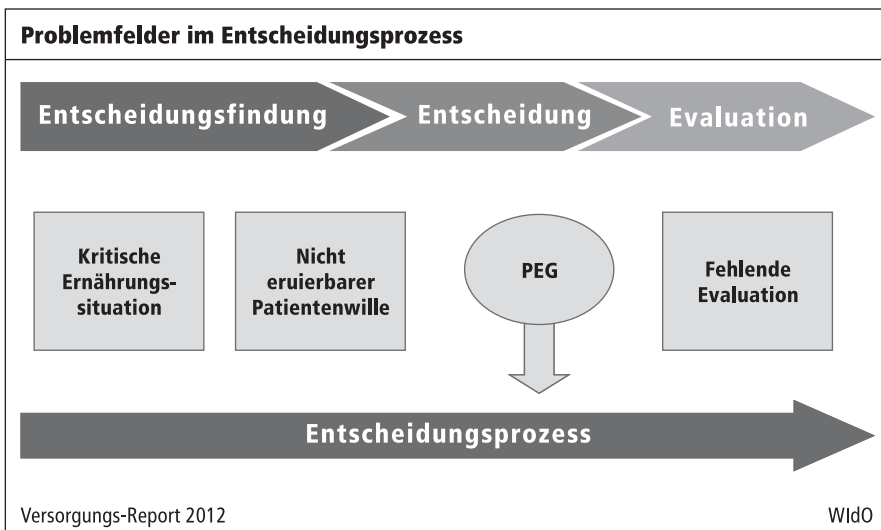 Problemfelder im Entscheidungsprozess
Entscheidungsfindung Entscheidung Evaluation
Kritische
Ernährungs-
situation
Nicht
eruierbarer
Patientenwille
PEG
Fehlende
Evaluation
Entscheidungsprozess
Versorgungs-Report 2012 WIdO